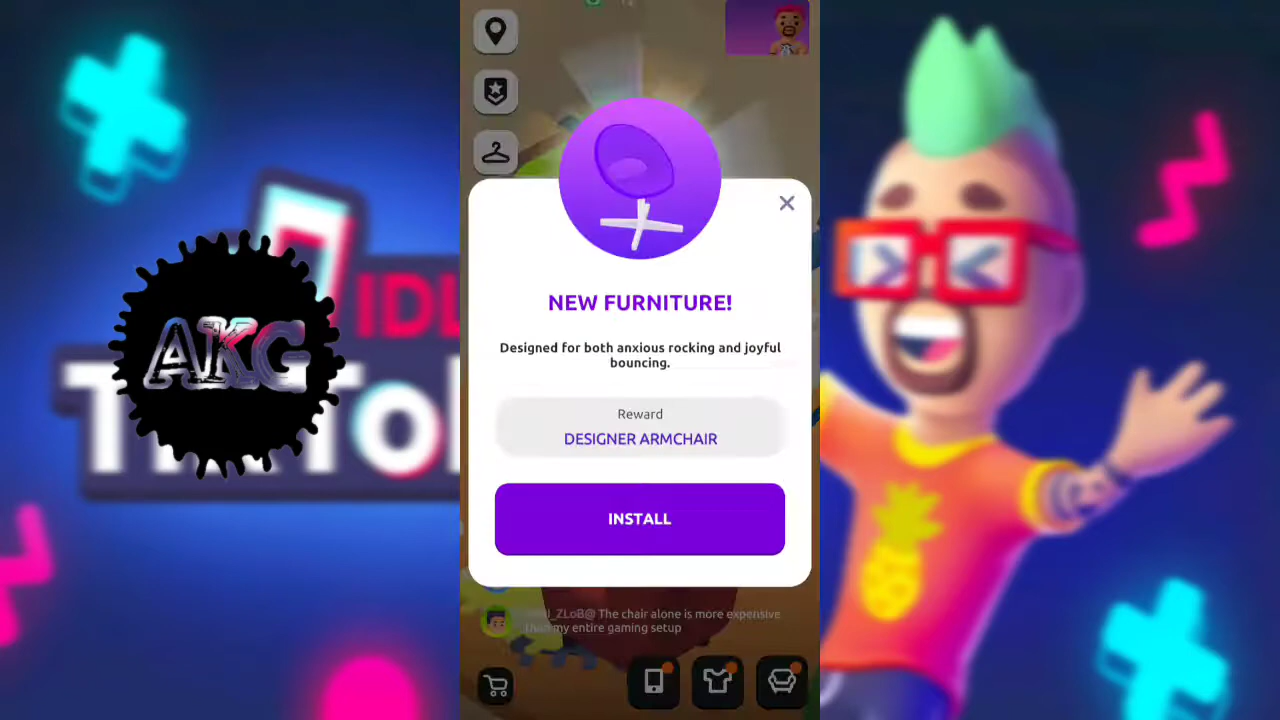 NEW FURNITURE!
Designed for both anxious rocking and joyful
bouncing.
Reward
DESIGNER ARMCHAIR
INSTALL
The chair alone is more expensive
than my entire gaming setup
AKG